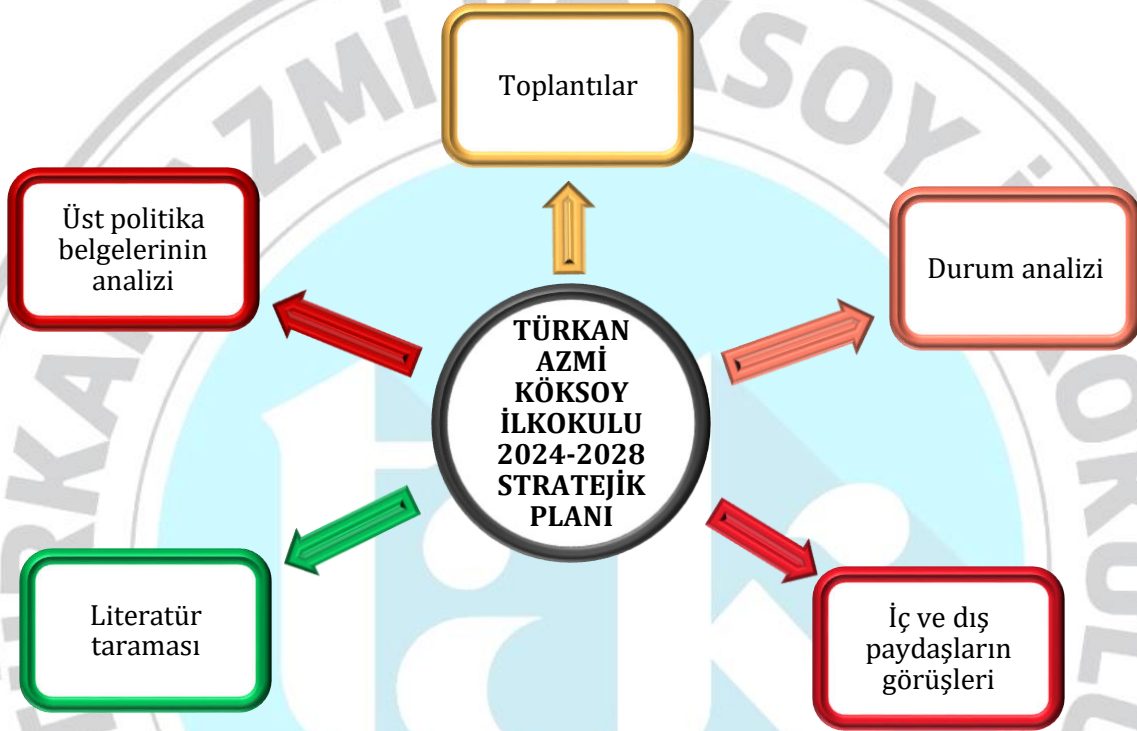 Toplantılar
Üst politika
belgelerinin
analizi
Durum analizi
TÜRKAN
AZMİ
KÖKSOY
İLKOKULU
2024-2028
STRATEJİK
PLANI
Literatür
taraması
İç ve dış
paydaşların
görüşleri